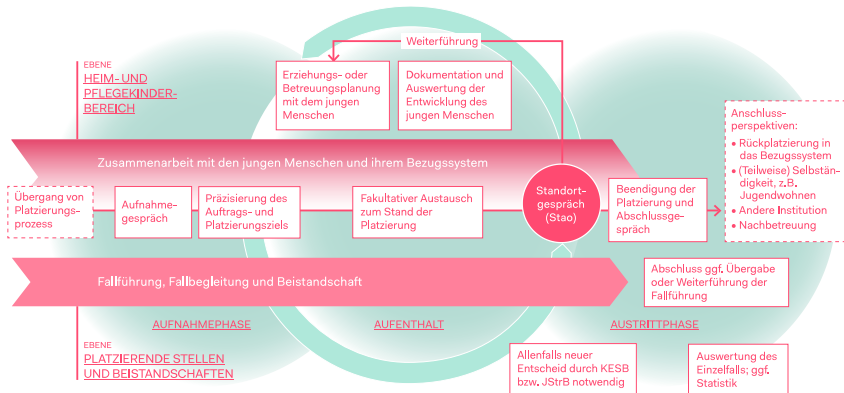 Weiterführung
EBENE
HEIM- UND
PFLEGEKINDER-
BEREICH
Erziehungs- oder
Betreuungsplanung
mit dem jungen
Menschen
Dokumentation und
Auswertung der
Entwicklung des
jungen Menschen
Anschluss-
perspektiven:
• Rückplatzierung in
das Bezugssystem
• (Teilweise) Selbstän-
digkeit, z.B.
Jugendwohnen
• Andere Institution
• Nachbetreuung
Zusammenarbeit mit den jungen Menschen und ihrem Bezugssystem
Übergang von
Platzierungs-
prozess
Aufnahme-
gespräch
Präzisierung des
Auftrags- und
Platzierungsziels
Fakultativer Austausch
zum Stand der
Platzierung
Standort-
gespräch
(Stao)
Beendigung der
Platzierung und
Abschlussge-
spräch
Fallführung, Fallbegleitung und Beistandschaft
Abschluss ggf. Übergabe
oder Weiterführung der
Fallführung
AUFNAHMEPHASE
AUFENTHALT
AUSTRITTPHASE
EBENE
PLATZIERENDE STELLEN
UND BEISTANDSCHAFTEN
Allenfalls neuer
Entscheid durch KESB
bzw. JStrB notwendig
Auswertung des
Einzelfalls; ggf.
Statistik